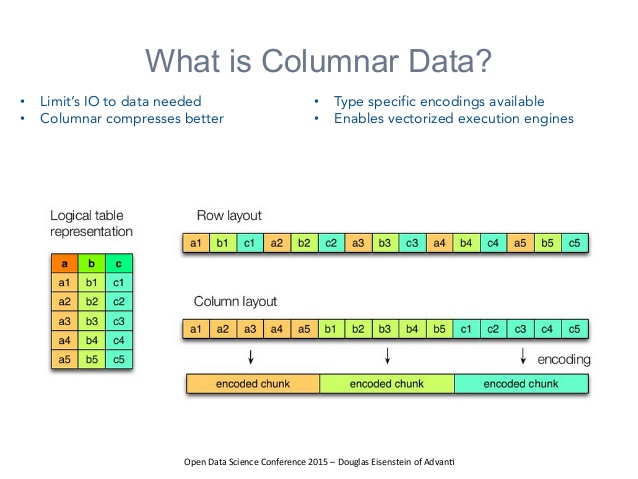 What is Columnar Data?
• Limit's IO to data needed
• Columnar compresses better
• Type specific encodings available
• Enables vectorized execution engines
Logical table
representation
a b c
a1 b1 c1
a2 b2 c2
a3 b3 c3
a4 b4 c4
a5 b5 c5
Row layout
a1 b1 c1 a2 b2 c2 a3 b3 c3 a4 b4 c4 a5 b5 c5
Column layout
a1 a2 a3 a4 a5 b1 b2 b3 b4 b5 c1 c2 c3 c4 c5
encoding
encoded chunk encoded chunk encoded chunk
Open Data Science Conference 2015 – Douglas Eisenstein of Advanti